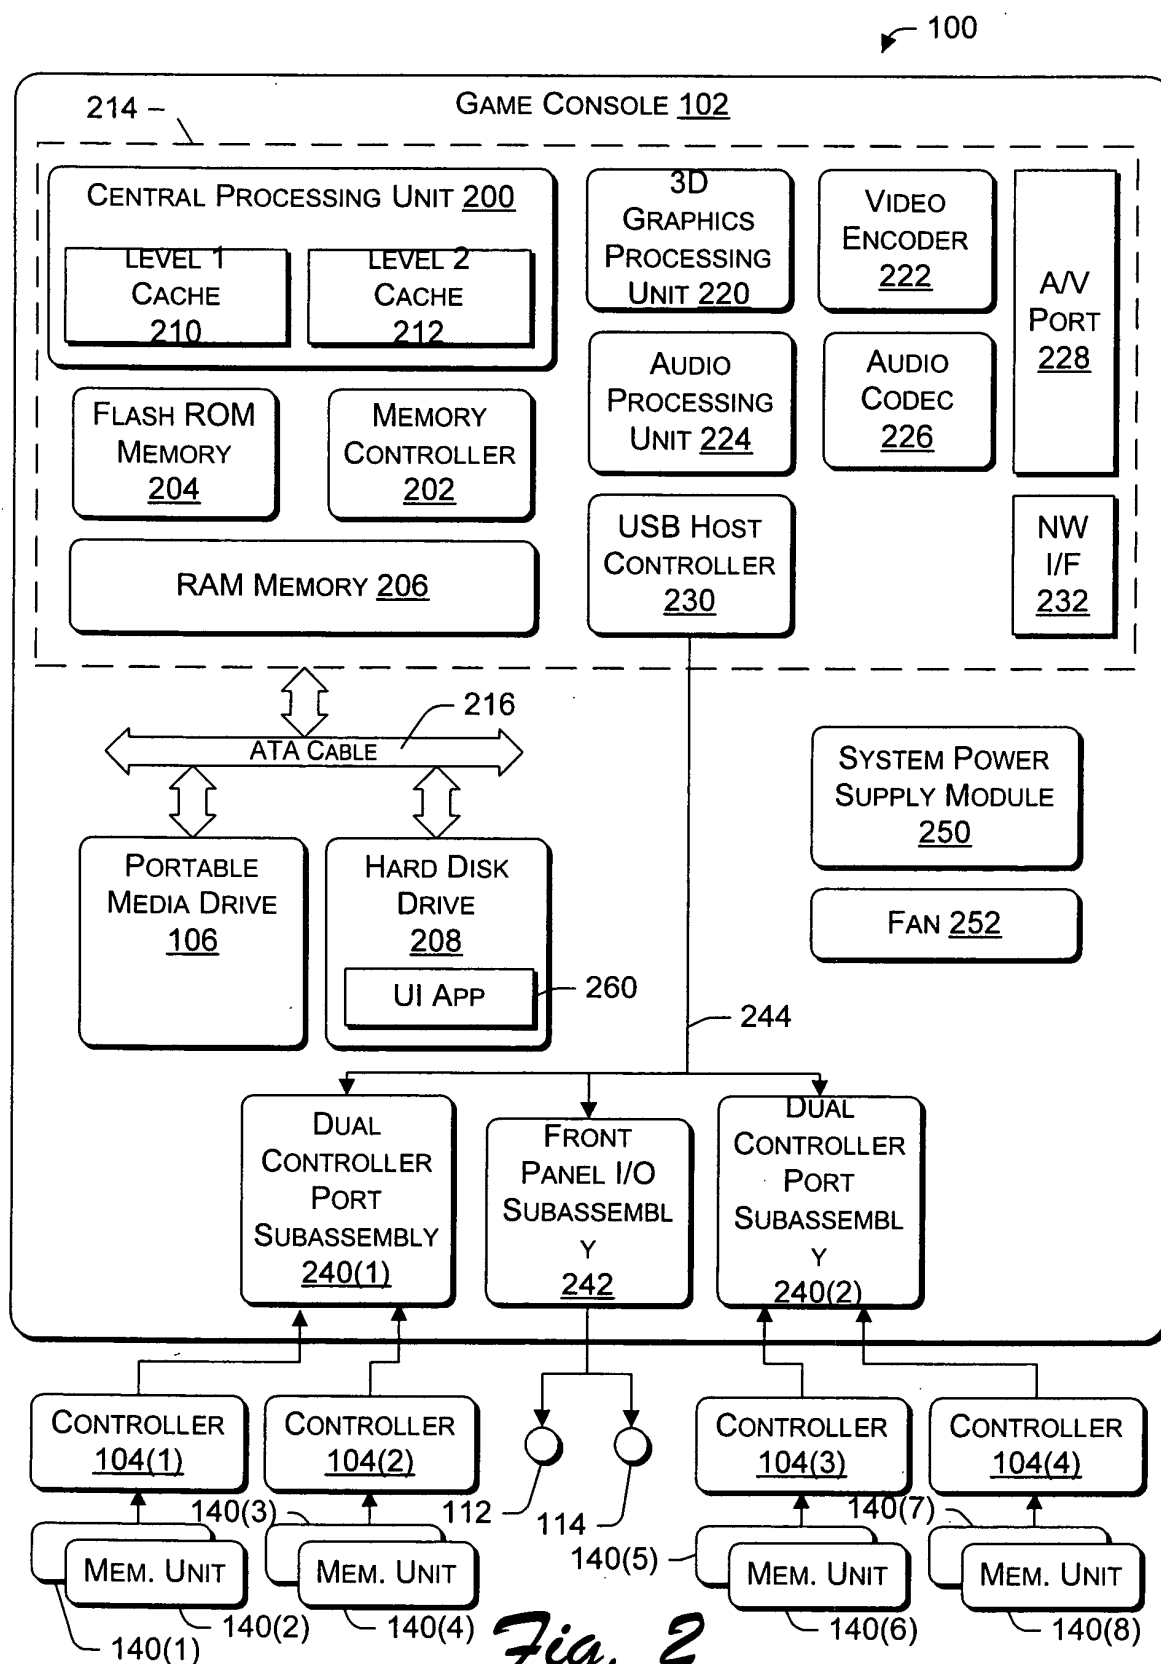 100
GAME CONSOLE 102
214
CENTRAL PROCESSING UNIT 200
LEVEL 1
CACHE
210
LEVEL 2
CACHE
212
3D
GRAPHICS
PROCESSING
UNIT 220
VIDEO
ENCODER
222
A/V
PORT
228
FLASH ROM
MEMORY
204
MEMORY
CONTROLLER
202
AUDIO
PROCESSING
UNIT 224
AUDIO
CODEC
226
RAM MEMORY 206
USB HOST
CONTROLLER
230
NW
I/F
232
216
ATA CABLE
SYSTEM POWER
SUPPLY MODULE
250
PORTABLE
MEDIA DRIVE
106
HARD DISK
DRIVE
208
UI APP
260
FAN 252
244
DUAL
CONTROLLER
PORT
SUBASSEMBLY
240(1)
FRONT
PANEL I/O
SUBASSEMBL
Y
242
DUAL
CONTROLLER
PORT
SUBASSEMBL
Y
240(2)
CONTROLLER
104(1)
CONTROLLER
104(2)
112
114
CONTROLLER
104(3)
CONTROLLER
104(4)
140(3)
140(5)
140(7)
MEM. UNIT
MEM. UNIT
MEM. UNIT
MEM. UNIT
140(1)
140(2)
140(4)
140(6)
140(8)
Fig. 2